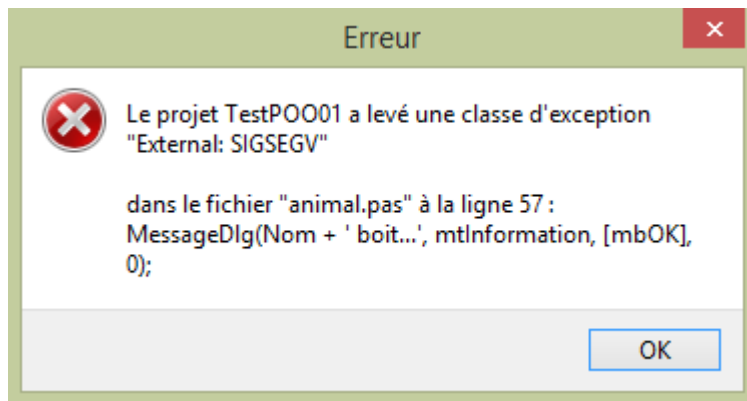 Erreur
Le projet TestPOO01 a levé une classe d'exception
"External: SIGSEGV"
dans le fichier "animal.pas" à la ligne 57 :
MessageDlg(Nom + ' boit...', mtInformation, [mbOK],
0);
OK